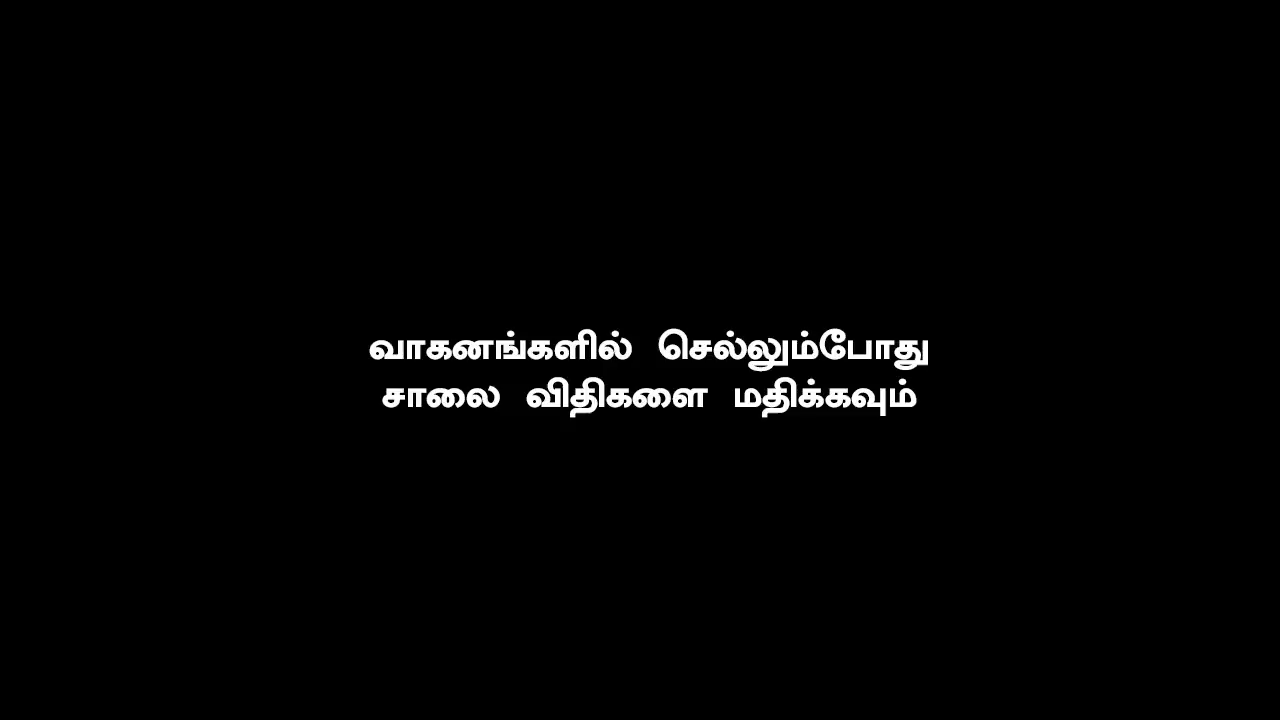 வாகனங்களில் செல்லும்போது
சாலை விதிகளை மதிக்கவும்